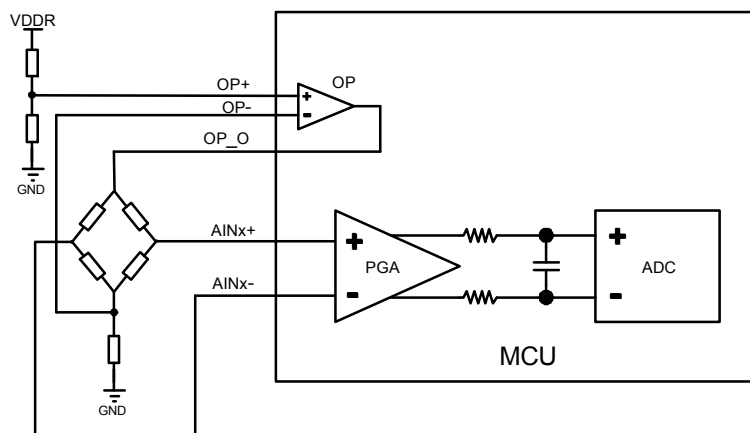 VDDR
OP
OP+
OP-
OP_O
GND
AINx+
PGA
ADC
AINx-
MCU
GND